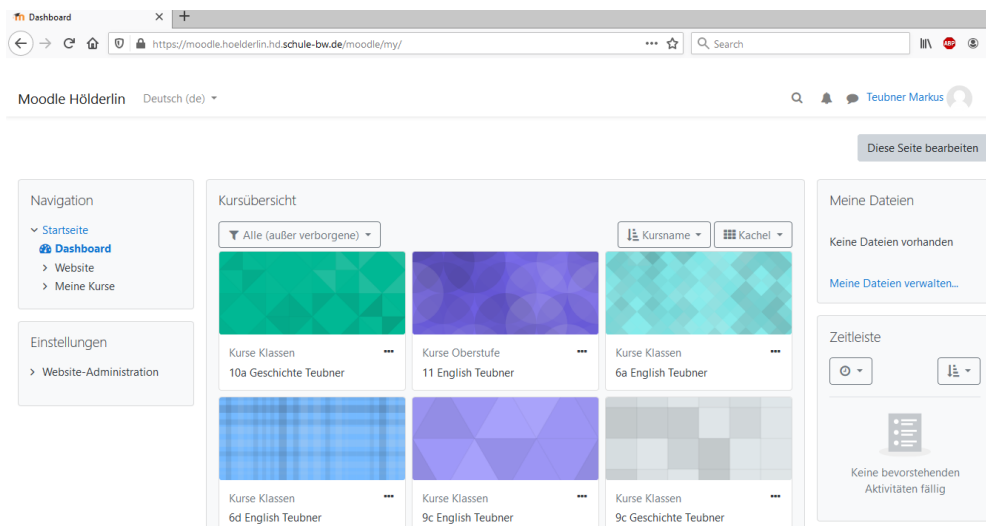 Dashboard
https://moodle.hoelderlin.hd.schule-bw.de/moodle/my/
Search
ABP
Moodle Hölderlin
Deutsch (de)
Teubner Markus
Diese Seite bearbeiten
Navigation
Startseite
Dashboard
Website
Meine Kurse
Einstellungen
Website-Administration
Kursübersicht
Alle (außer verborgene)
Kursname
Kachel
Kurse Klassen
10a Geschichte Teubner
Kurse Oberstufe
11 English Teubner
Kurse Klassen
6a English Teubner
Kurse Klassen
6d English Teubner
Kurse Klassen
9c English Teubner
Kurse Klassen
9c Geschichte Teubner
Meine Dateien
Keine Dateien vorhanden
Meine Dateien verwalten...
Zeitleiste
Keine bevorstehenden
Aktivitäten fällig